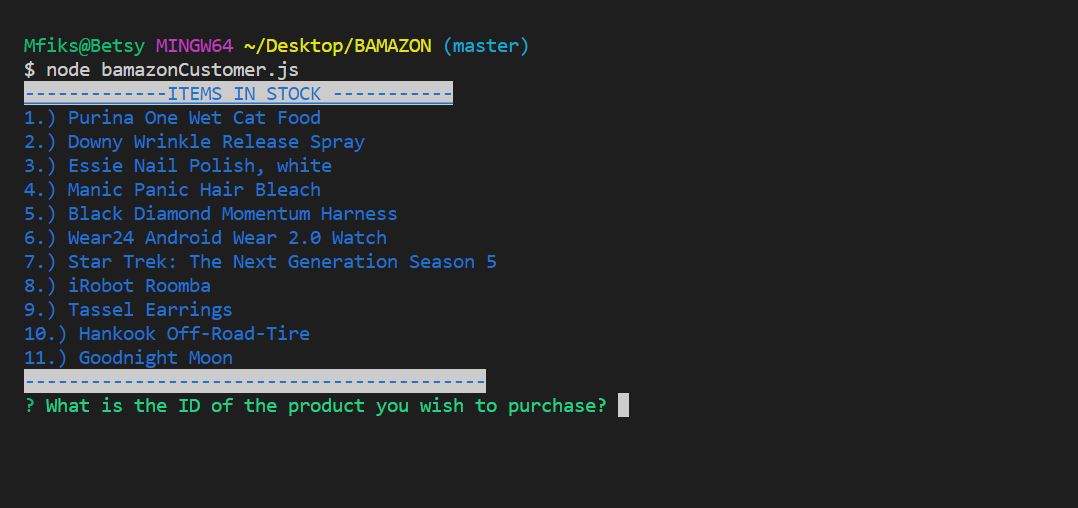 Mfiks@Betsy MINGW64 ~/Desktop/BAMAZON (master)
$ node bamazonCustomer.js
-------------ITEMS IN STOCK -----------
1.) Purina One Wet Cat Food
2.) Downy Wrinkle Release Spray
3.) Essie Nail Polish, white
4.) Manic Panic Hair Bleach
5.) Black Diamond Momentum Harness
6.) Wear24 Android Wear 2.0 Watch
7.) Star Trek: The Next Generation Season 5
8.) iRobot Roomba
9.) Tassel Earrings
10.) Hankook Off-Road-Tire
11.) Goodnight Moon
------------------------------------------
? What is the ID of the product you wish to purchase?